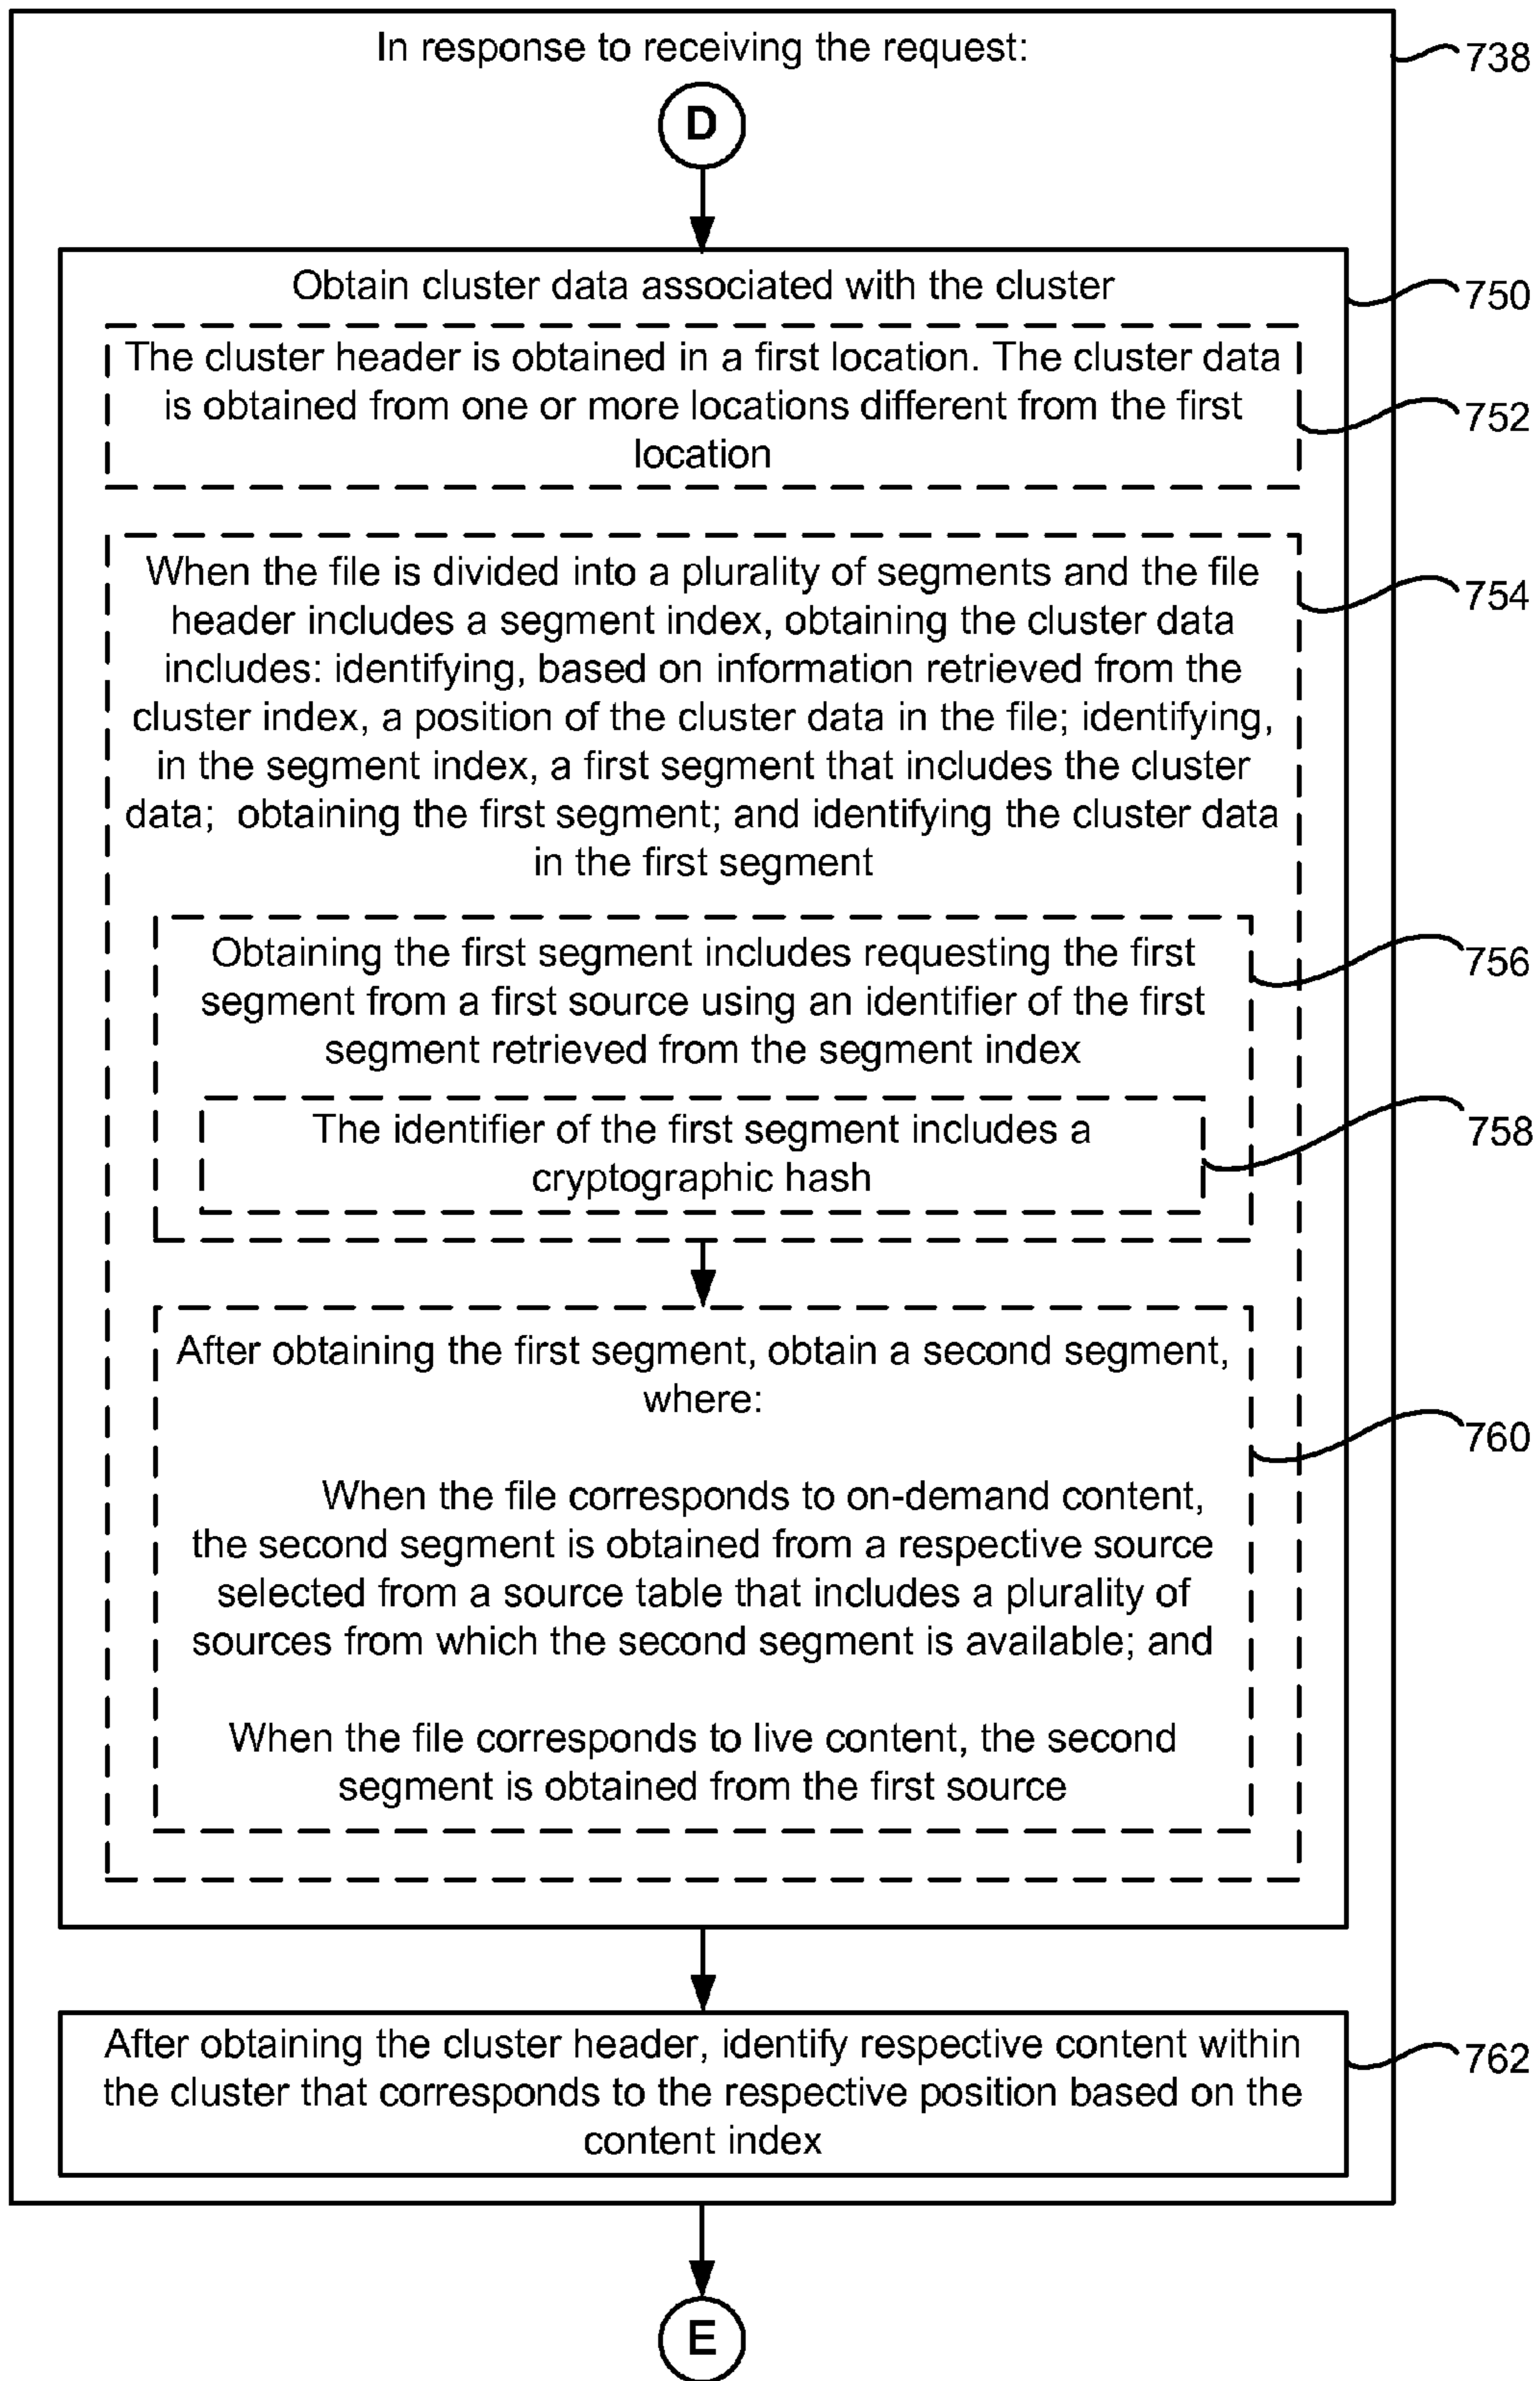 In response to receiving the request:
738
D
Obtain cluster data associated with the cluster
750
The cluster header is obtained in a first location. The cluster data
is obtained from one or more locations different from the first
location
752
When the file is divided into a plurality of segments and the file
header includes a segment index, obtaining the cluster data
includes: identifying, based on information retrieved from the
cluster index, a position of the cluster data in the file; identifying,
in the segment index, a first segment that includes the cluster
data;  obtaining the first segment; and identifying the cluster data
in the first segment
754
Obtaining the first segment includes requesting the first
segment from a first source using an identifier of the first
segment retrieved from the segment index
756
The identifier of the first segment includes a
cryptographic hash
758
After obtaining the first segment, obtain a second segment,
where:
When the file corresponds to on-demand content,
the second segment is obtained from a respective source
selected from a source table that includes a plurality of
sources from which the second segment is available; and
When the file corresponds to live content, the second
segment is obtained from the first source
760
After obtaining the cluster header, identify respective content within
the cluster that corresponds to the respective position based on the
content index
762
E